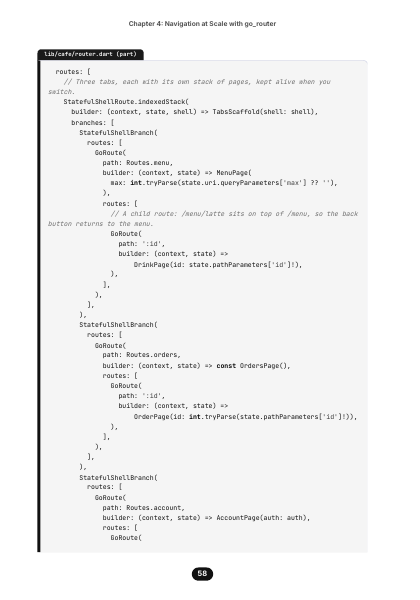 Chapter 4: Navigation at Scale with go_router
lib/cafe/router.dart (part)
routes: [
// Three tabs, each with its own stack of pages, kept alive when you
switch.
StatefulShellRoute.indexedStack(
builder: (context, state, shell) => TabsScaffold(shell: shell),
branches: [
StatefulShellBranch(
routes: [
GoRoute(
path: Routes.menu,
builder: (context, state) => MenuPage(
max: int.tryParse(state.uri.queryParameters['max'] ?? ''),
),
routes: [
// A child route: /menu/latte sits on top of /menu, so the back
button returns to the menu.
GoRoute(
path: ':id',
builder: (context, state) =>
DrinkPage(id: state.pathParameters['id']!),
),
],
),
],
),
StatefulShellBranch(
routes: [
GoRoute(
path: Routes.orders,
builder: (context, state) => const OrdersPage(),
routes: [
GoRoute(
path: ':id',
builder: (context, state) =>
OrderPage(id: int.tryParse(state.pathParameters['id']!)),
),
],
),
],
),
StatefulShellBranch(
routes: [
GoRoute(
path: Routes.account,
builder: (context, state) => AccountPage(auth: auth),
routes: [
GoRoute(
58